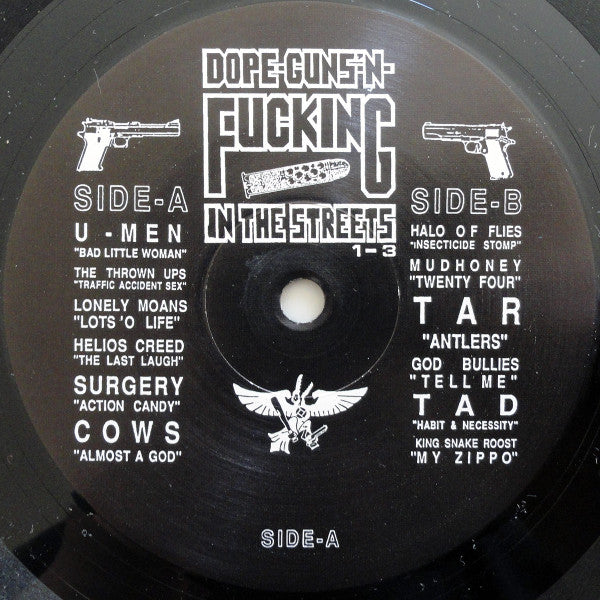 DOPE-GUNS-'N-
FUCKING
IN THE STREETS
1-3
SIDE-A
U-MEN
"BAD LITTLE WOMAN"
THE THROWN UPS
"TRAFFIC ACCIDENT SEX"
LONELY MOANS
"LOTS 'O LIFE"
HELIOS CREED
"THE LAST LAUGH"
SURGERY
"ACTION CANDY"
COWS
"ALMOST A GOD"
SIDE-B
HALO OF FLIES
"INSECTICIDE STOMP"
MUDHONEY
"TWENTY FOUR"
TAR
"ANTLERS"
GOD BULLIES
"TELL ME"
TAD
"HABIT & NECESSITY"
KING SNAKE ROOST
"MY ZIPPO"
SIDE-A